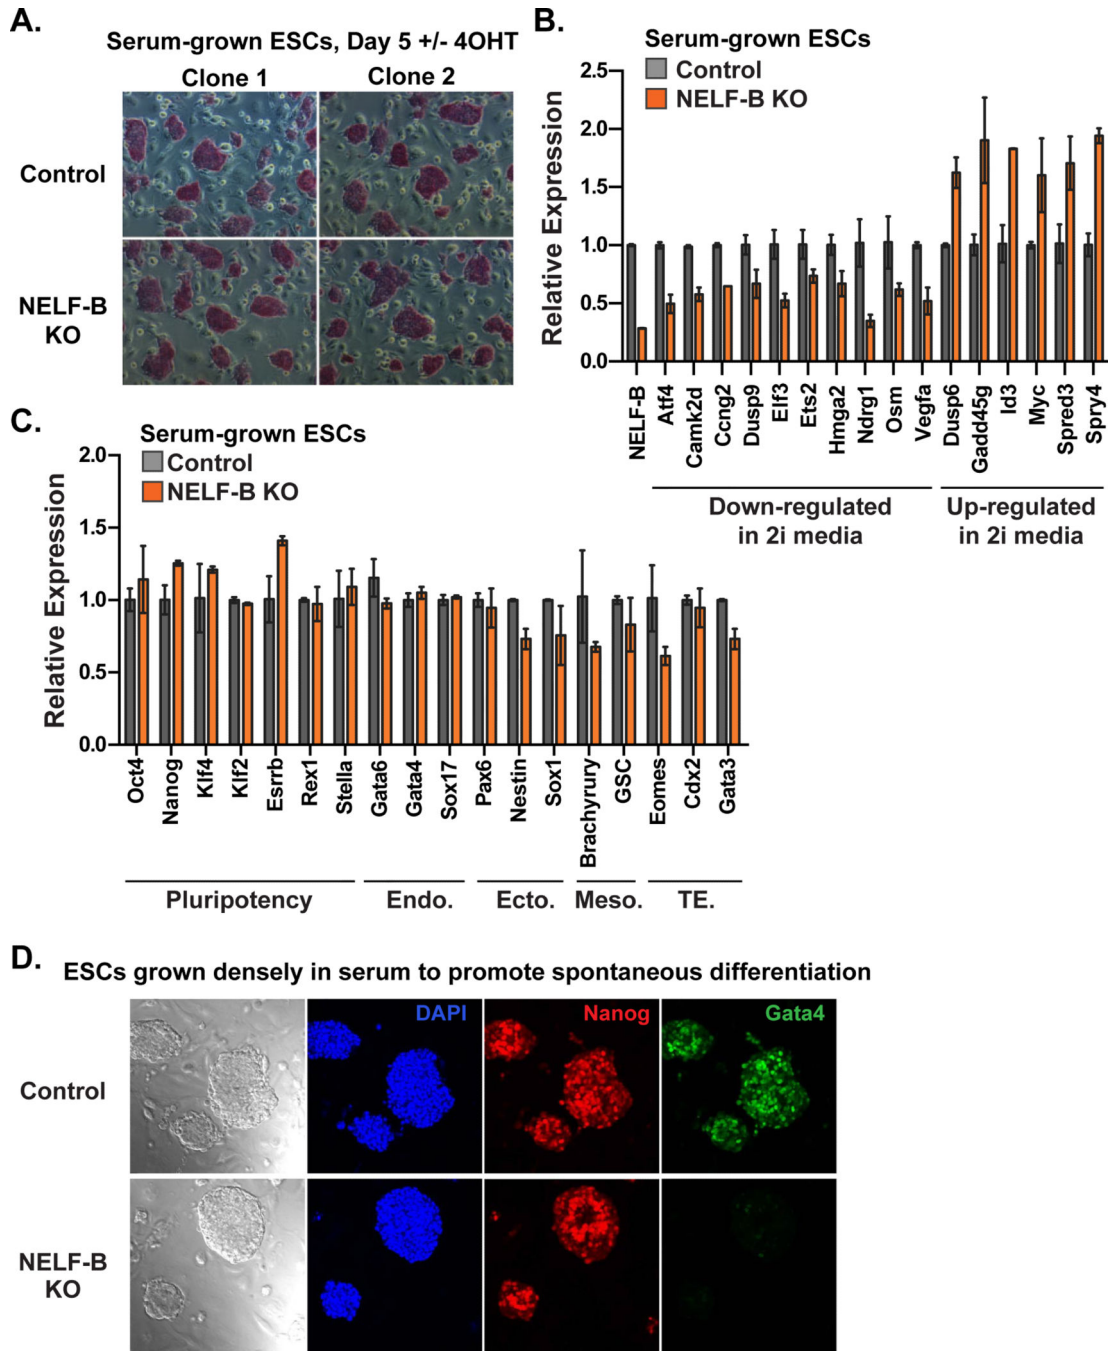 A.
Serum-grown ESCs, Day 5 +/- 4OHT
Clone 1
Clone 2
Control
NELF-B
KO
B.
Serum-grown ESCs
Control
NELF-B KO
Relative Expression
2.5
2.0
1.5
1.0
0.5
0.0
NELF-B
Atf4
Camk2d
Ccng2
Dusp9
Elf3
Ets2
Hmga2
Ndrg1
Osm
Vegfa
Dusp6
Gadd45g
Id3
Myc
Spred3
Spry4
Down-regulated
in 2i media
Up-regulated
in 2i media
C.
Serum-grown ESCs
Control
NELF-B KO
Relative Expression
2.0
1.5
1.0
0.5
0.0
Oct4
Nanog
Klf4
Klf2
Esrrb
Rex1
Stella
Gata6
Gata4
Sox17
Pax6
Nestin
Sox1
Brachyrury
GSC
Eomes
Cdx2
Gata3
Pluripotency
Endo.
Ecto.
Meso.
TE.
D.
ESCs grown densely in serum to promote spontaneous differentiation
DAPI
Nanog
Gata4
Control
NELF-B
KO